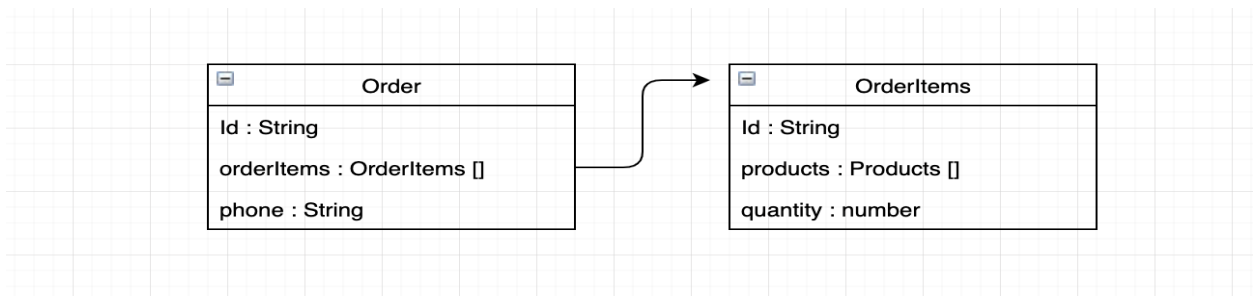 Order
Id : String
orderItems : OrderItems []
phone : String
OrderItems
Id : String
products : Products []
quantity : number